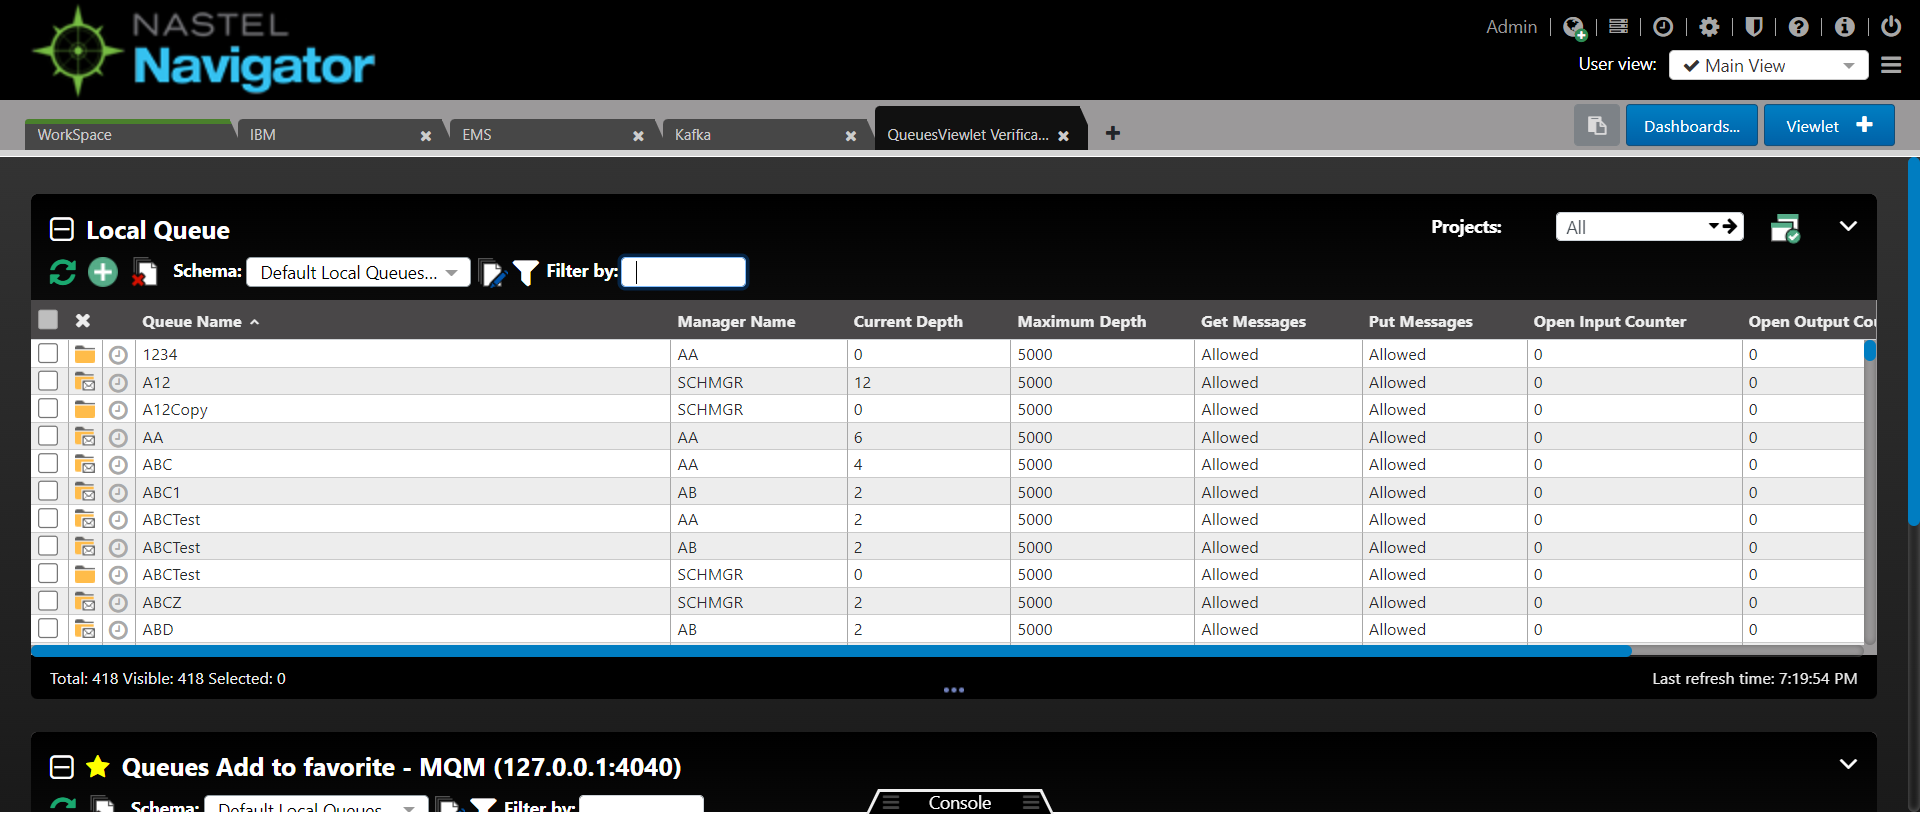 NASTEL
Navigator
Admin
User view: Main View
WorkSpace IBM EMS Kafka QueuesViewlet Verifica... Dashboards... Viewlet
Local Queue Projects: All
Schema: Default Local Queues... Filter by:
Queue Name Manager Name Current Depth Maximum Depth Get Messages Put Messages Open Input Counter Open Output Cou
1234 AA 0 5000 Allowed Allowed 0 0
A12 SCHMGR 12 5000 Allowed Allowed 0 0
A12Copy SCHMGR 0 5000 Allowed Allowed 0 0
AA AA 6 5000 Allowed Allowed 0 0
ABC AA 4 5000 Allowed Allowed 0 0
ABC1 AB 2 5000 Allowed Allowed 0 0
ABCTest AA 2 5000 Allowed Allowed 0 0
ABCTest AB 2 5000 Allowed Allowed 0 0
ABCTest SCHMGR 0 5000 Allowed Allowed 0 0
ABCZ SCHMGR 2 5000 Allowed Allowed 0 0
ABD AB 2 5000 Allowed Allowed 0 0
Total: 418 Visible: 418 Selected: 0 Last refresh time: 7:19:54 PM
Queues Add to favorite - MQM (127.0.0.1:4040)
Schema: Default Local Queues... Filter by:
Console